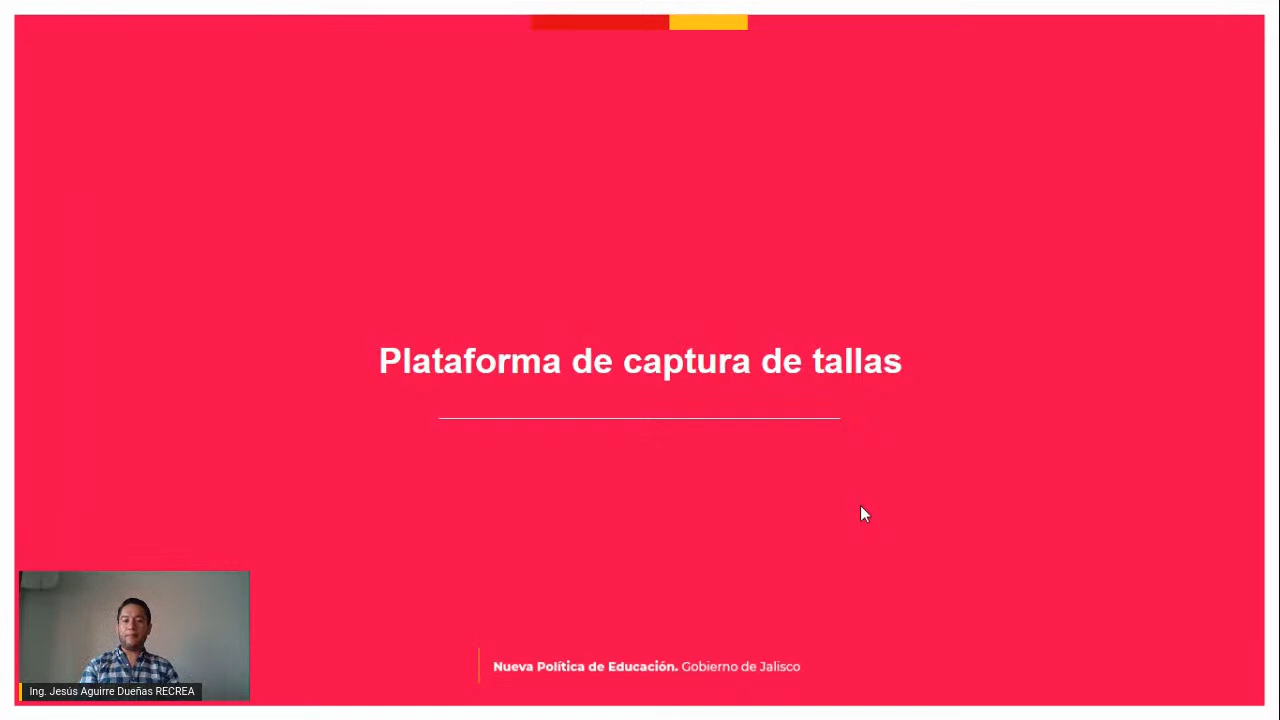 Plataforma de captura de tallas
Nueva Política de Educación. Gobierno de Jalisco
Ing. Jesús Aguirre Dueñas RECREA